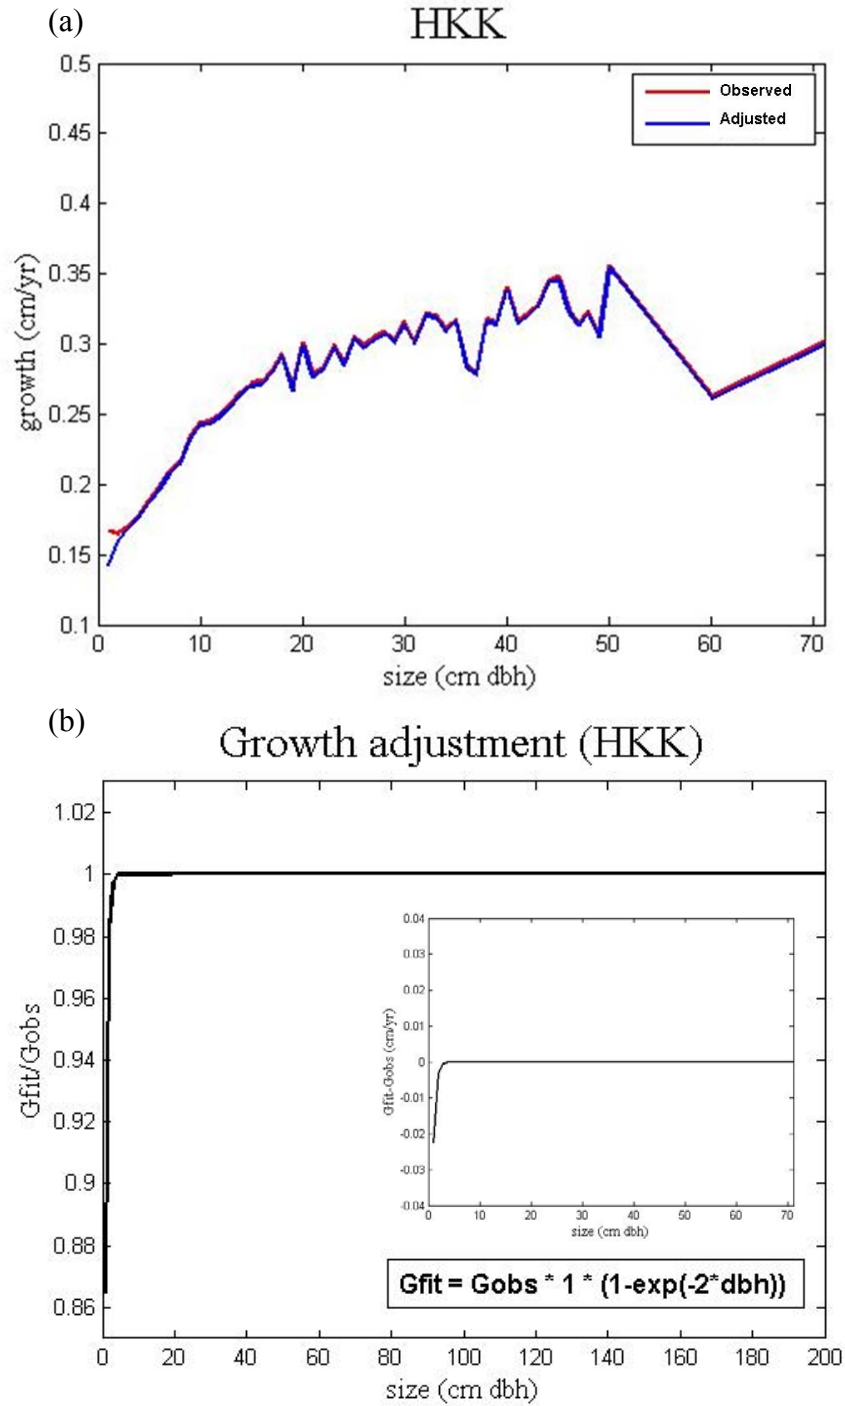 (a)
HKK
0.5
0.45
0.4
0.35
0.3
0.25
0.2
0.15
0.1
growth (cm/yr)
Observed
Adjusted
0 10 20 30 40 50 60 70
size (cm dbh)
(b)
Growth adjustment (HKK)
1.02
1
0.98
0.96
0.94
0.92
0.9
0.88
0.86
Gfit/Gobs
0.04
0.03
0.02
0.01
0
-0.01
-0.02
-0.03
-0.04
Gfit-Gobs (cm/yr)
0 10 20 30 40 50 60 70
size (cm dbh)
Gfit = Gobs * 1 * (1-exp(-2*dbh))
0 20 40 60 80 100 120 140 160 180 200
size (cm dbh)